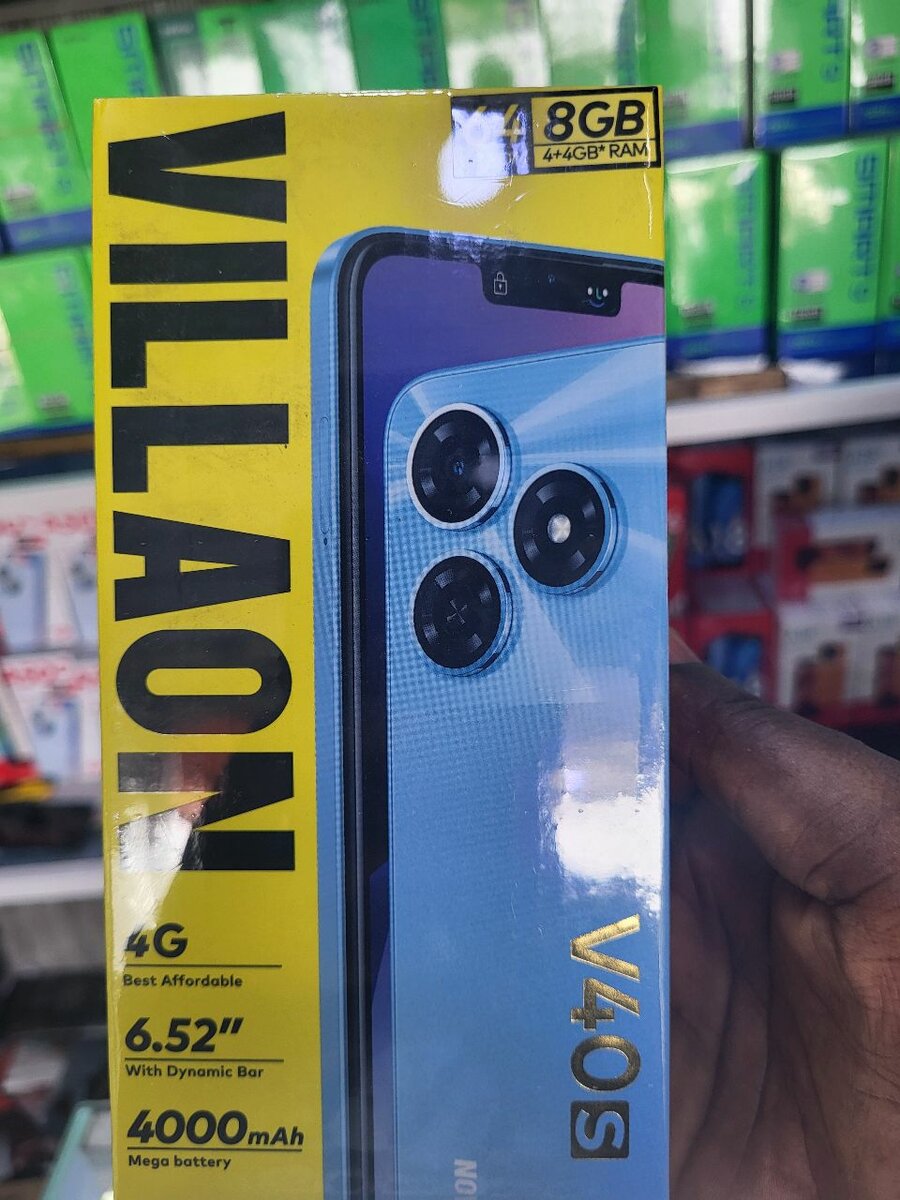 VILLAON
8GB
4+4GB* RAM
4G
Best Affordable
6.52"
With Dynamic Bar
4000mAh
Mega battery
V40S